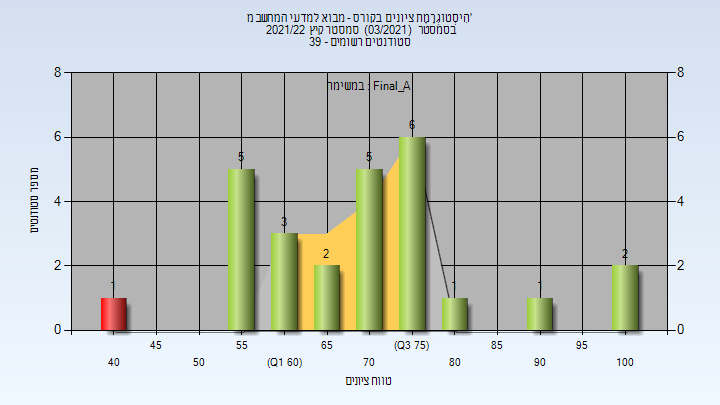 היסטוגרמת ציונים בקורס - מבוא למדעי המחשב מ'
בסמסטר (03/2021) סמסטר קיץ 2021/22
סטודנטים רשומים - 39
במשימה : Final_A
מספר סטודנטים
8 8
6 6
4 4
2 2
0 0
1 5 3 2 5 6 1 1 2
40 45 50 55 (Q1 60) 65 70 (Q3 75) 80 85 90 95 100
טווח ציונים